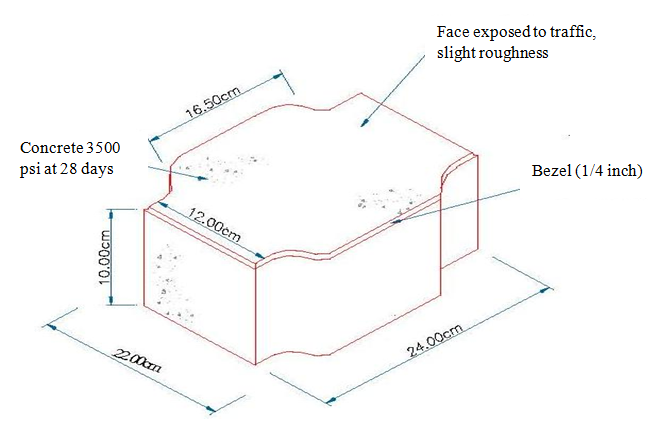 Face exposed to traffic,
slight roughness
16.50cm
Concrete 3500
psi at 28 days
Bezel (1/4 inch)
12.00cm
10.00cm
22.00cm
24.00cm